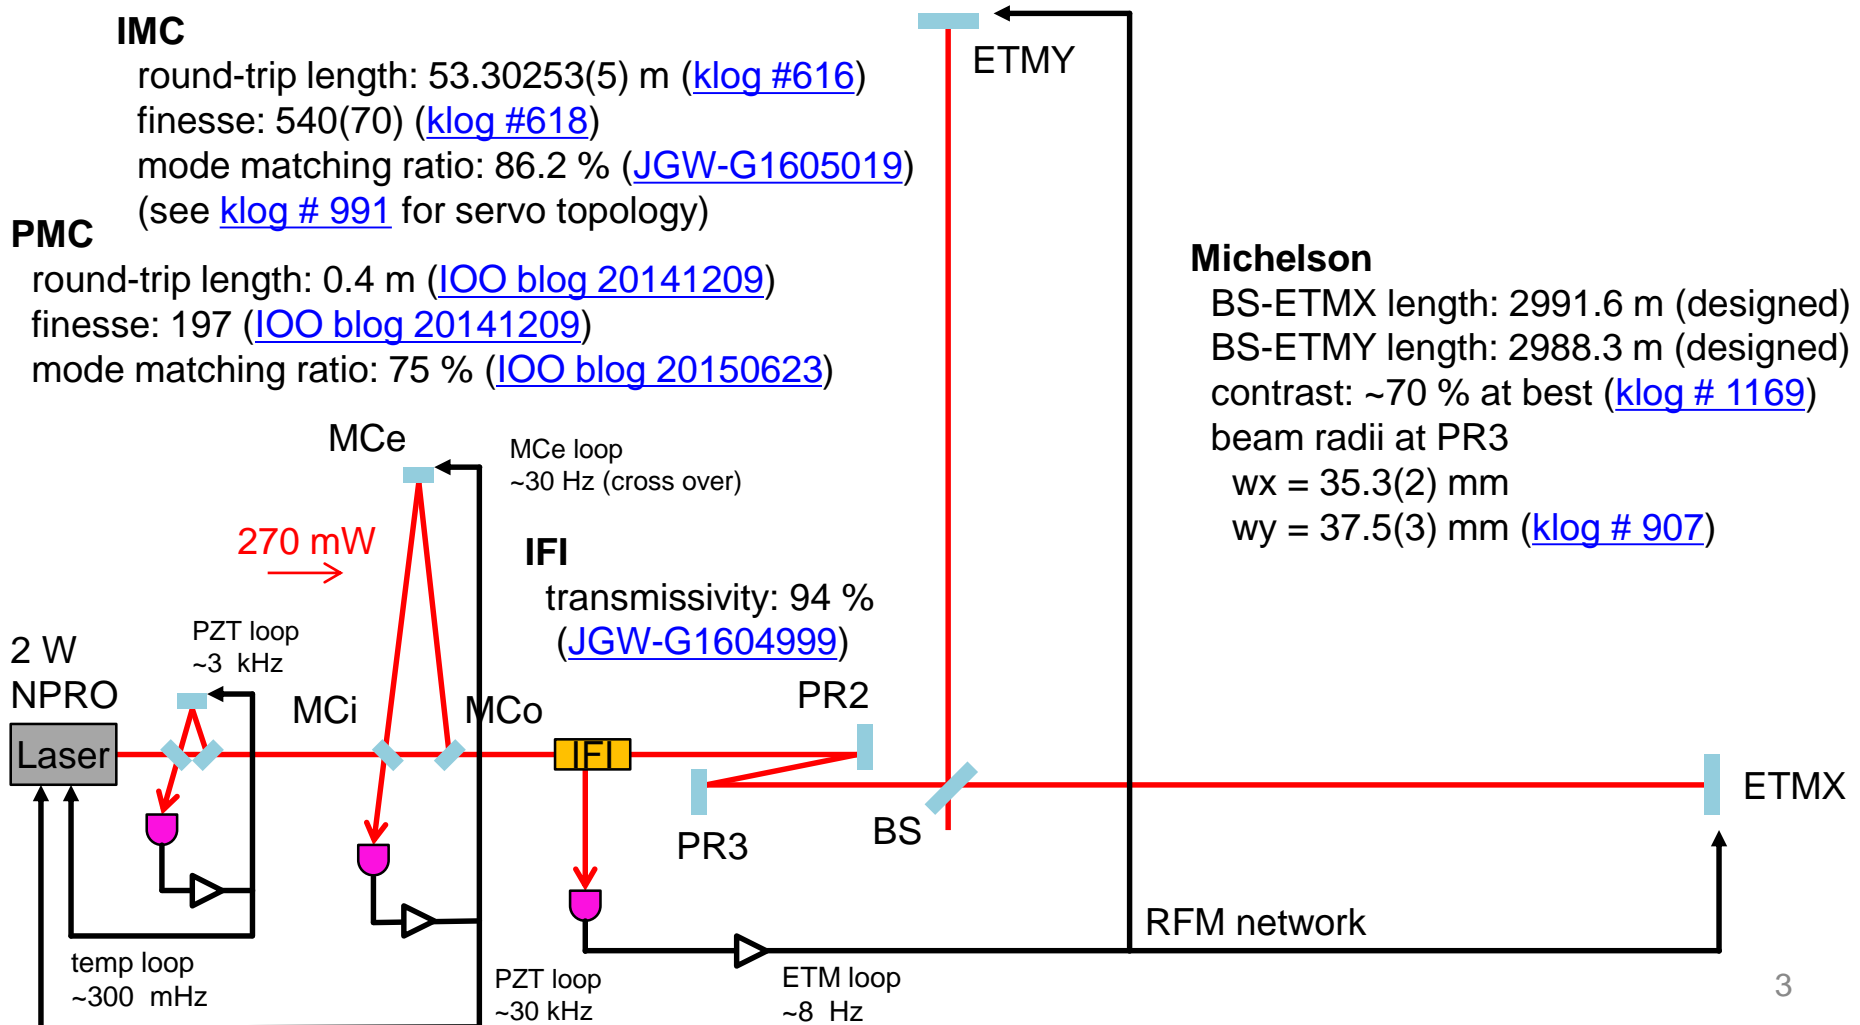 IMC
round-trip length: 53.30253(5) m (klog #616)
finesse: 540(70) (klog #618)
mode matching ratio: 86.2 % (JGW-G1605019)
(see klog # 991 for servo topology)
PMC
round-trip length: 0.4 m (IOO blog 20141209)
finesse: 197 (IOO blog 20141209)
mode matching ratio: 75 % (IOO blog 20150623)
ETMY
Michelson
BS-ETMX length: 2991.6 m (designed)
BS-ETMY length: 2988.3 m (designed)
contrast: ~70 % at best (klog # 1169)
beam radii at PR3
wx = 35.3(2) mm
wy = 37.5(3) mm (klog # 907)
MCe
MCe loop
~30 Hz (cross over)
270 mW
IFI
transmissivity: 94 %
(JGW-G1604999)
2 W
NPRO
Laser
PZT loop
~3 kHz
MCi
MCo
IFI
PR2
PR3
BS
ETMX
RFM network
temp loop
~300 mHz
PZT loop
~30 kHz
ETM loop
~8 Hz
3